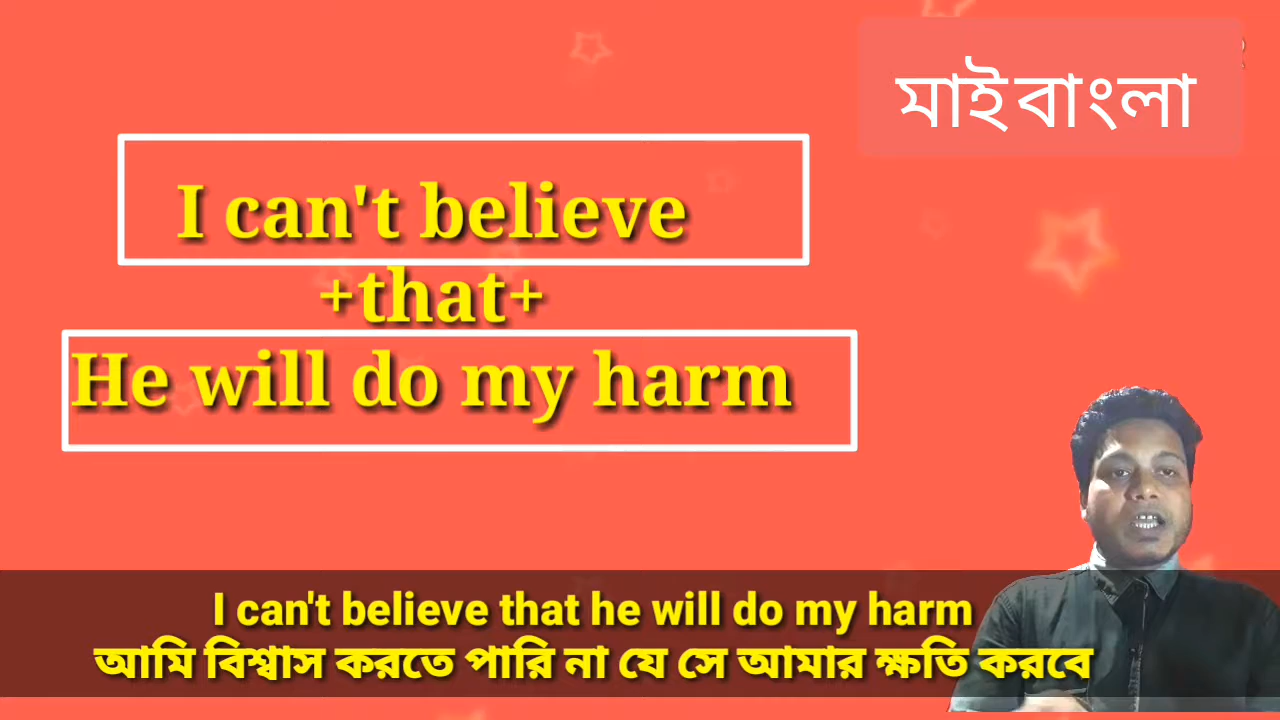 মাইবাংলা
I can't believe
+that+
He will do my harm
I can't believe that he will do my harm
আমি বিশ্বাস করতে পারি না যে সে আমার ক্ষতি করবে